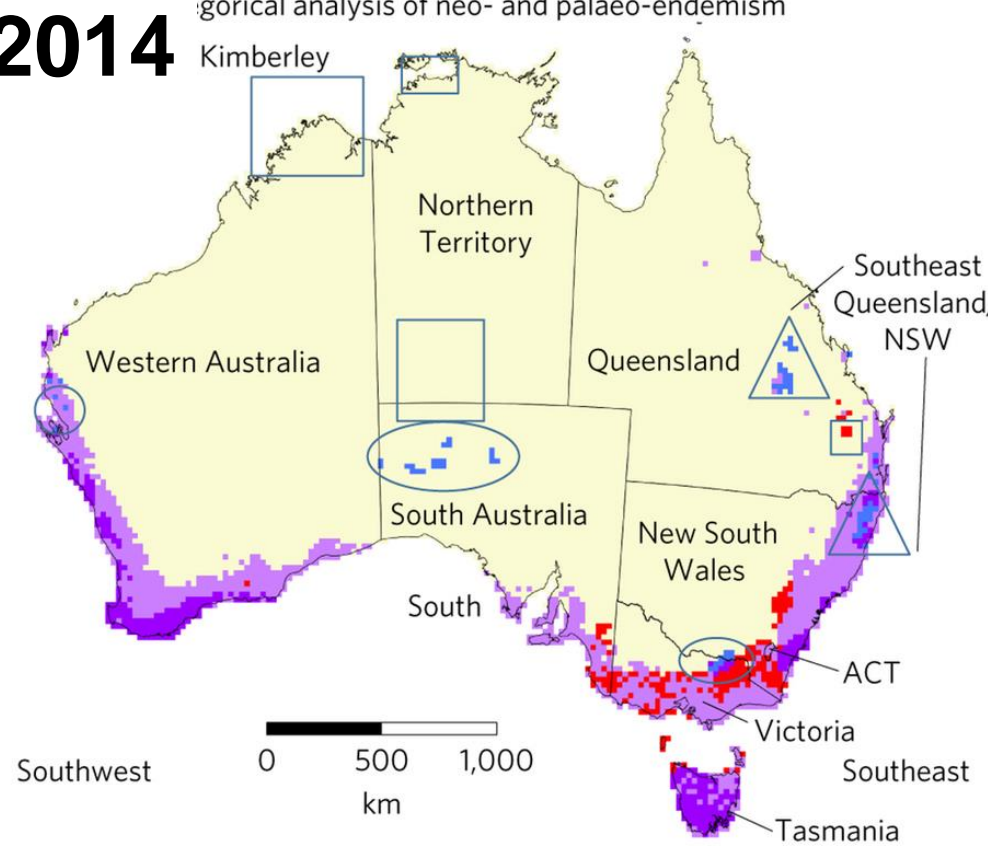 egorical analysis of neo- and palaeo-endemism
2014
Kimberley
Northern
Territory
Southeast
Queensland,
NSW
Western Australia
Queensland
South Australia
New South
Wales
South
ACT
Victoria
0 500 1,000
km
Southwest
Southeast
Tasmania